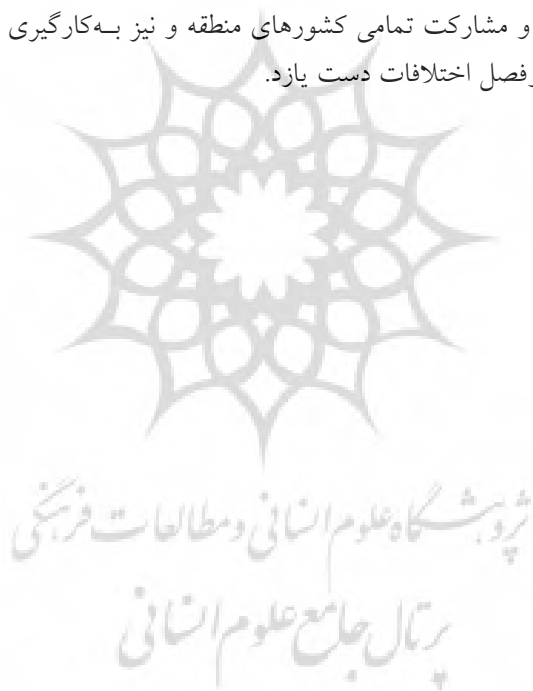 و مشارکت تمامی کشورهای منطقه و نیز به‌کارگیری
فصل اختلافات دست یازد.
پژوهشگاه علوم انسانی و مطالعات فرهنگی
پرتال جامع علوم انسانی